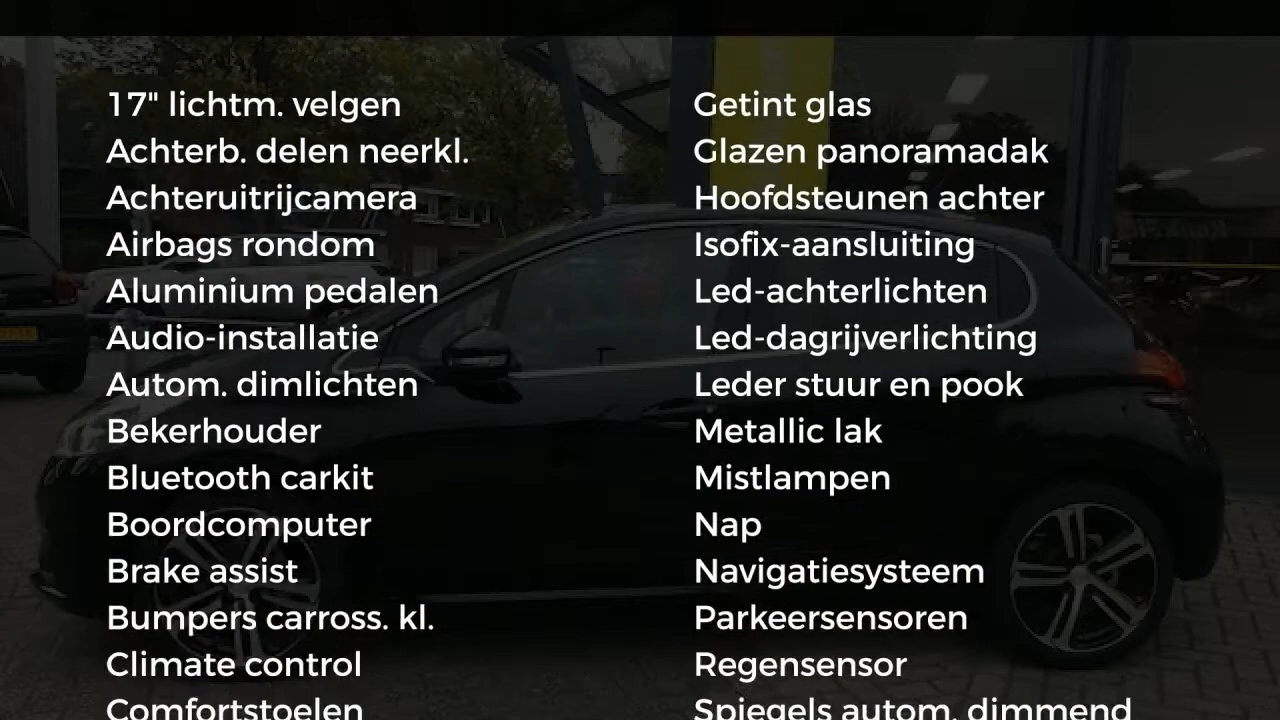 17" lichtm. velgen
Achterb. delen neerkl.
Achteruitrijcamera
Airbags rondom
Aluminium pedalen
Audio-installatie
Autom. dimlichten
Bekerhouder
Bluetooth carkit
Boordcomputer
Brake assist
Bumpers carross. kl.
Climate control
Comfortstoelen
Getint glas
Glazen panoramadak
Hoofdsteunen achter
Isofix-aansluiting
Led-achterlichten
Led-dagrijverlichting
Leder stuur en pook
Metallic lak
Mistlampen
Nap
Navigatiesysteem
Parkeersensoren
Regensensor
Spiegels autom. dimmend